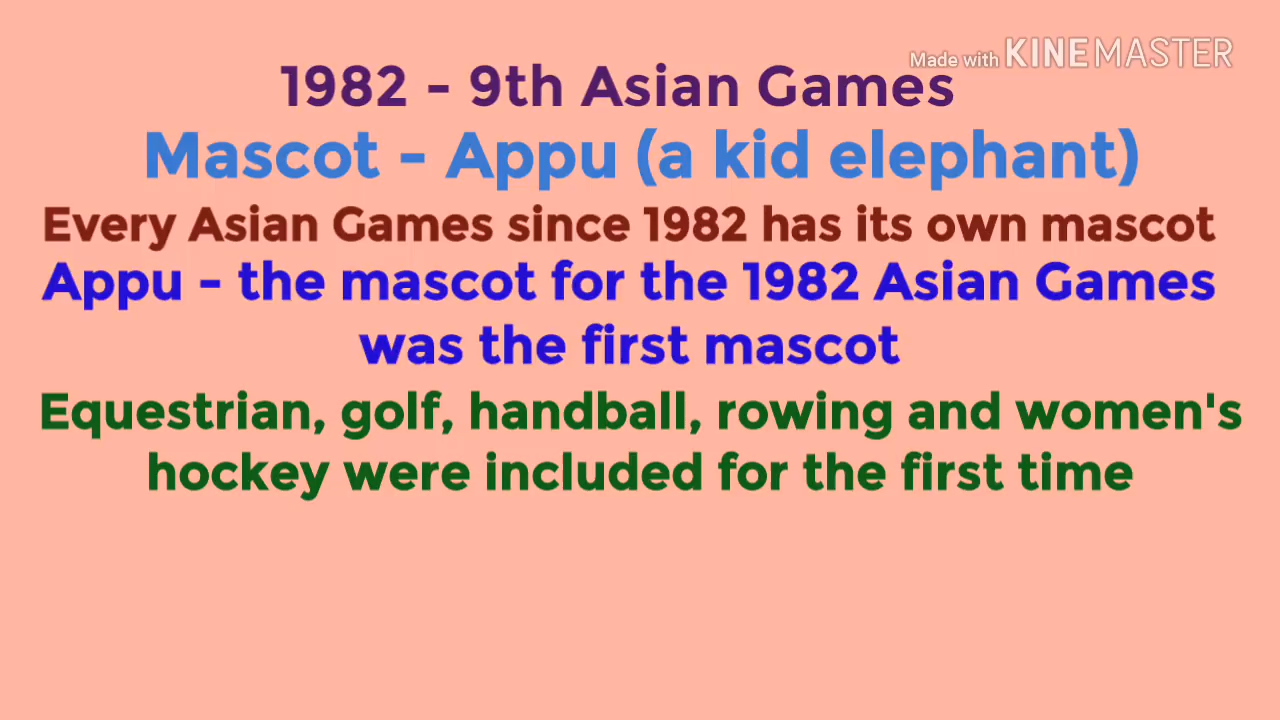 Made with KINEMASTER
1982 - 9th Asian Games
Mascot - Appu (a kid elephant)
Every Asian Games since 1982 has its own mascot
Appu - the mascot for the 1982 Asian Games
was the first mascot
Equestrian, golf, handball, rowing and women's
hockey were included for the first time